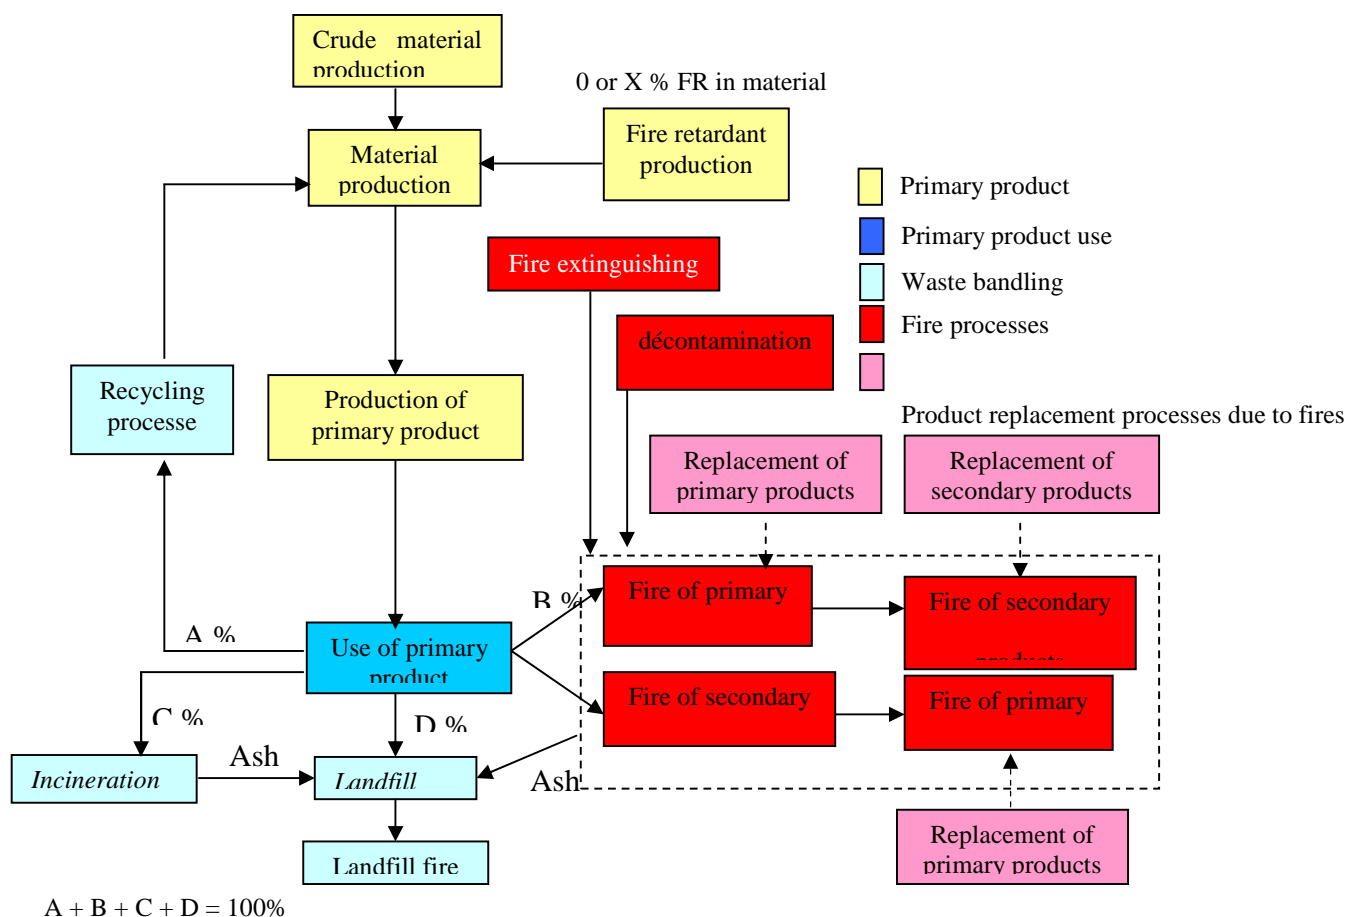 Crude material
production
0 or X % FR in material
Fire retardant
production
Material
production
Primary product
Primary product use
Waste bandling
Fire processes
Product replacement processes due to fires
Fire extinguishing
décontamination
Recycling
processe
Production of
primary product
Replacement of
primary products
Replacement of
secondary products
B %
Fire of primary
Fire of secondary
products
A %
Use of primary
product
Fire of secondary
Fire of primary
C %
D %
Ash
Incineration
Landfill
Ash
Landfill fire
Replacement of
primary products
A + B + C + D = 100%